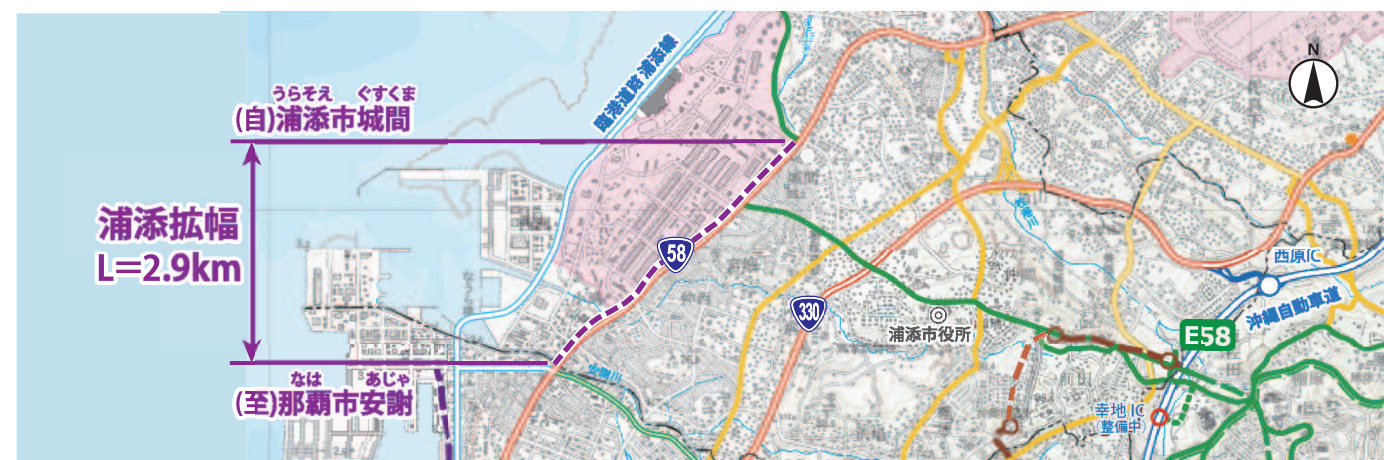 うらそえ ぐすくま
(自)浦添市城間
浦添拡幅
L=2.9km
なは あじゃ
(至)那覇市安謝
臨港道路 浦添線
58
330
浦添市役所
安謝川
N
西原IC
沖縄自動車道
E58
幸地IC
(整備中)